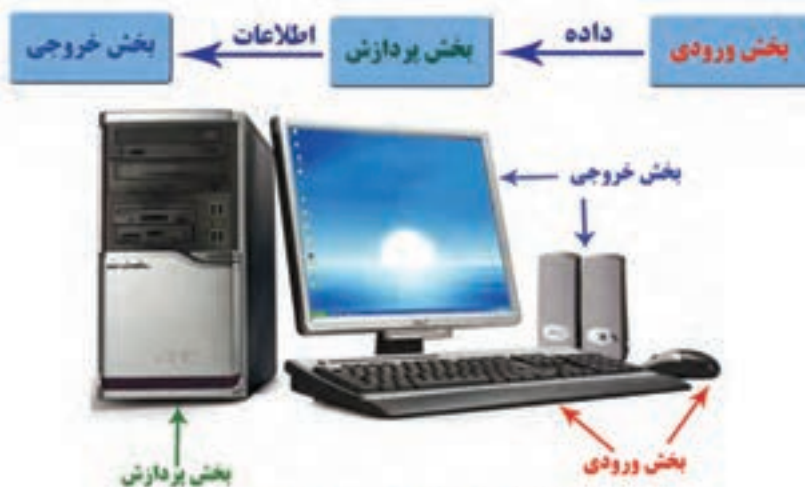 بخش ورودی
داده
بخش پردازش
اطلاعات
بخش خروجی
بخش خروجی
بخش ورودی
بخش پردازش